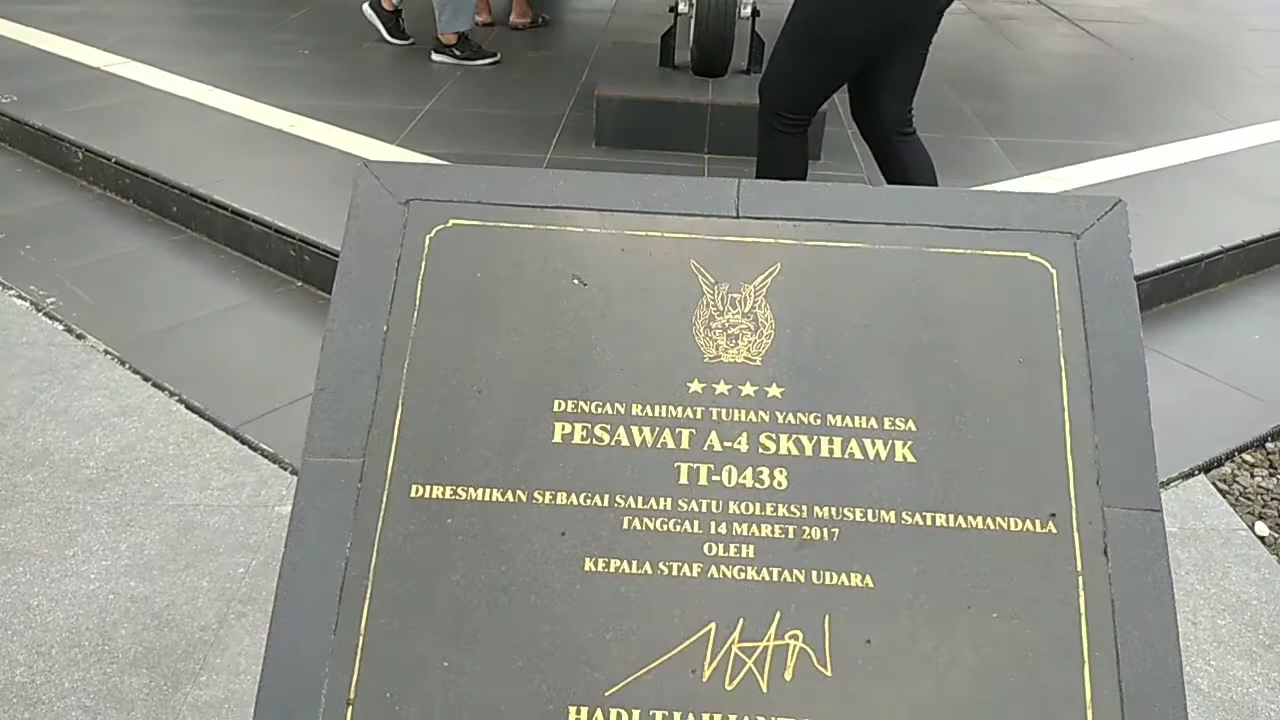 DENGAN RAHMAT TUHAN YANG MAHA ESA
PESAWAT A-4 SKYHAWK
TT-0438
DIRESMIKAN SEBAGAI SALAH SATU KOLEKSI MUSEUM SATRIAMANDALA
TANGGAL 14 MARET 2017
OLEH
KEPALA STAF ANGKATAN UDARA
HADI